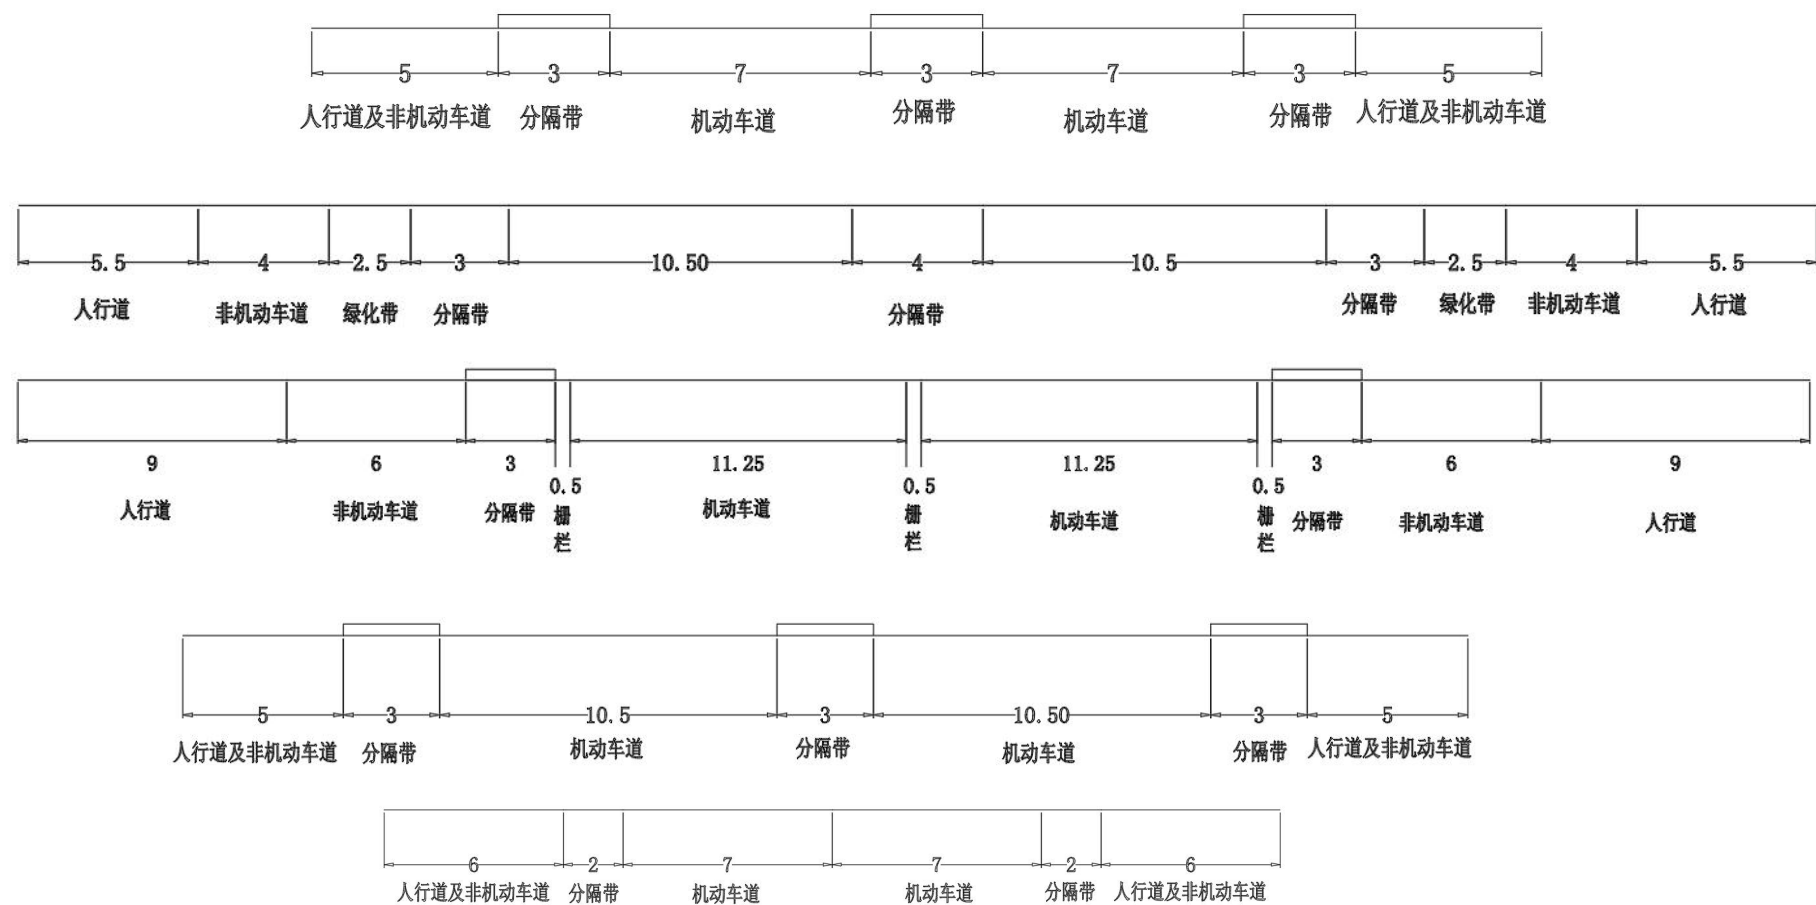 5 3 7 3 7 3 5
人行道及非机动车道 分隔带 机动车道 分隔带 机动车道 分隔带 人行道及非机动车道
5.5 4 2.5 3 10.50 4 10.5 3 2.5 4 5.5
人行道 非机动车道 绿化带 分隔带 分隔带 分隔带 绿化带 非机动车道 人行道
9 6 3 11.25 11.25 3 6 9
0.5 0.5 0.5
人行道 非机动车道 分隔带 栅栏 机动车道 栅栏 机动车道 栅栏 分隔带 非机动车道 人行道
5 3 10.5 3 10.50 3 5
人行道及非机动车道 分隔带 机动车道 分隔带 机动车道 分隔带 人行道及非机动车道
6 2 7 7 2 6
人行道及非机动车道 分隔带 机动车道 机动车道 分隔带 人行道及非机动车道